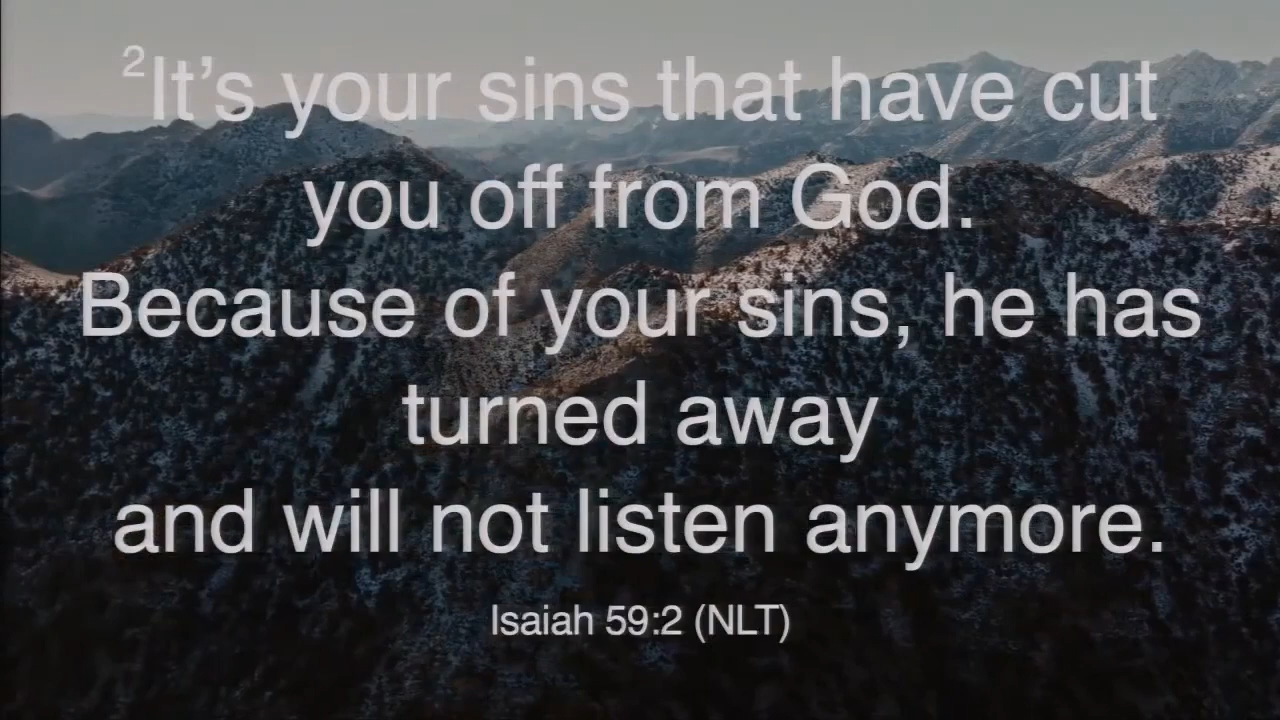 ²It’s your sins that have cut
you off from God.
Because of your sins, he has
turned away
and will not listen anymore.
Isaiah 59:2 (NLT)